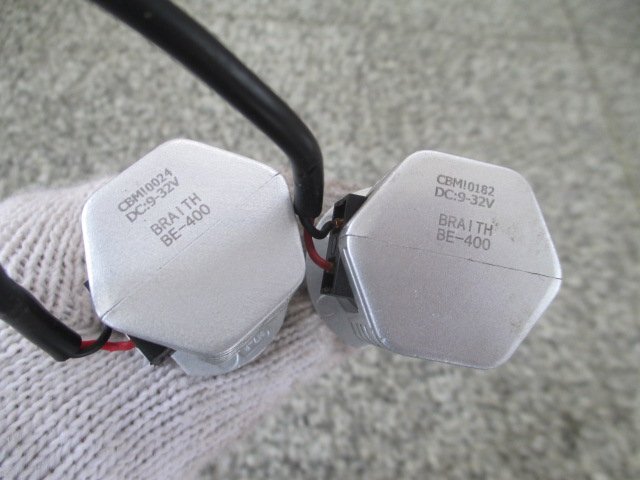 CBM10024
DC:9-32V
BRAITH
BE-400
CBM10182
DC:9-32V
BRAITH
BE-400